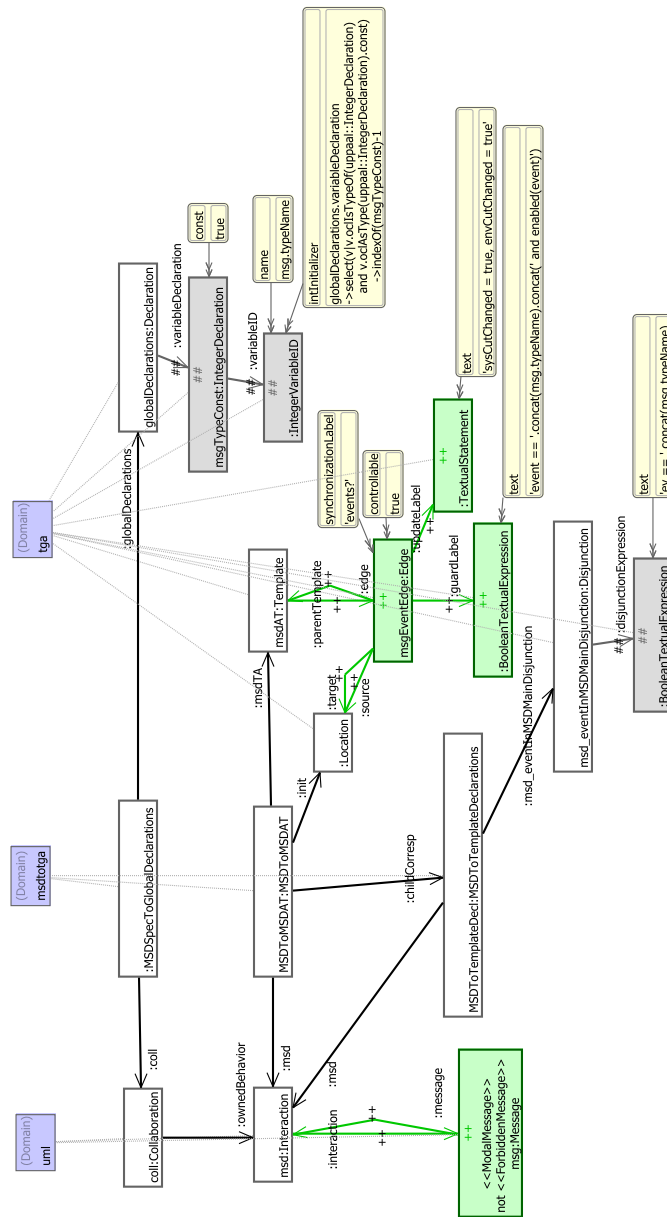 (Domain)
uml
(Domain)
msdtotga
(Domain)
tga
coll:Collaboration
:coll
:MSDSpecToGlobalDeclarations
:globalDeclarations
globalDeclarations:Declaration
:variableDeclaration
##
##
msgTypeConst:IntegerDeclaration
const
true
##
:variableID
##
:IntegerVariableID
name
msg.typeName
intInitializer
globalDeclarations.variableDeclaration
->select(v|v.oclIsTypeOf(uppaal::IntegerDeclaration)
and v.oclAsType(uppaal::IntegerDeclaration).const)
->indexOf(msgTypeConst)-1
:ownedBehavior
msd:Interaction
:msd
MSDToMSDAT:MSDToMSDAT
:msdTA
msdAT:Template
:init
:Location
:target
++
++
:source
:parentTemplate
++
++
:edge
++
msgEventEdge:Edge
synchronizationLabel
'events?'
controllable
true
:updateLabel
++
++
:TextualStatement
text
'sysCutChanged = true, envCutChanged = true'
++
:guardLabel
++
:BooleanTextualExpression
text
'event == '.concat(msg.typeName).concat(' and enabled(event)')
:interaction
++
++
:message
++
<<ModalMessage>>
not <<ForbiddenMessage>>
msg:Message
:msd
:childCorresp
MSDToTemplateDecl:MSDToTemplateDeclarations
:msd_eventInMSDMainDisjunction
msd_eventInMSDMainDisjunction:Disjunction
##
:disjunctionExpression
##
:BooleanTextualExpression
text